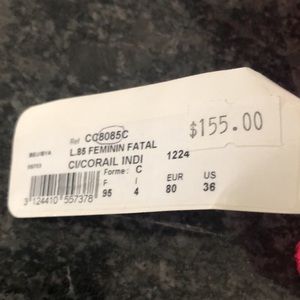 Ref CC8085C
L.85 FEMININ FATAL
CI/CORAIL INDI
1224
Forme: C
F I EUR US
95 4 80 36
3 124410 557378
$155.00